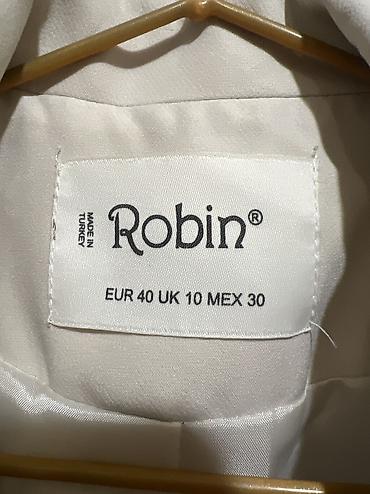 MADE IN
TURKEY
Robin®
EUR 40 UK 10 MEX 30